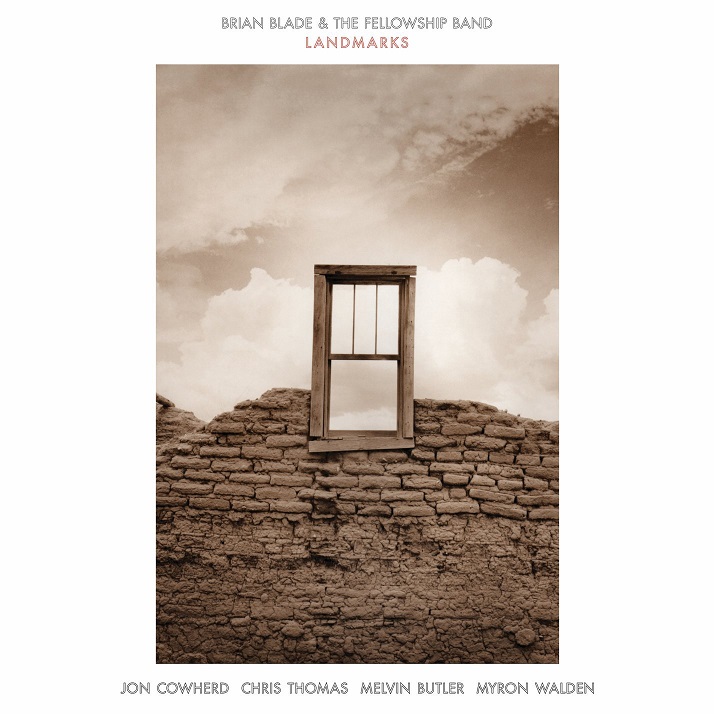 BRIAN BLADE & THE FELLOWSHIP BAND
LANDMARKS
JON COWHERD CHRIS THOMAS MELVIN BUTLER MYRON WALDEN